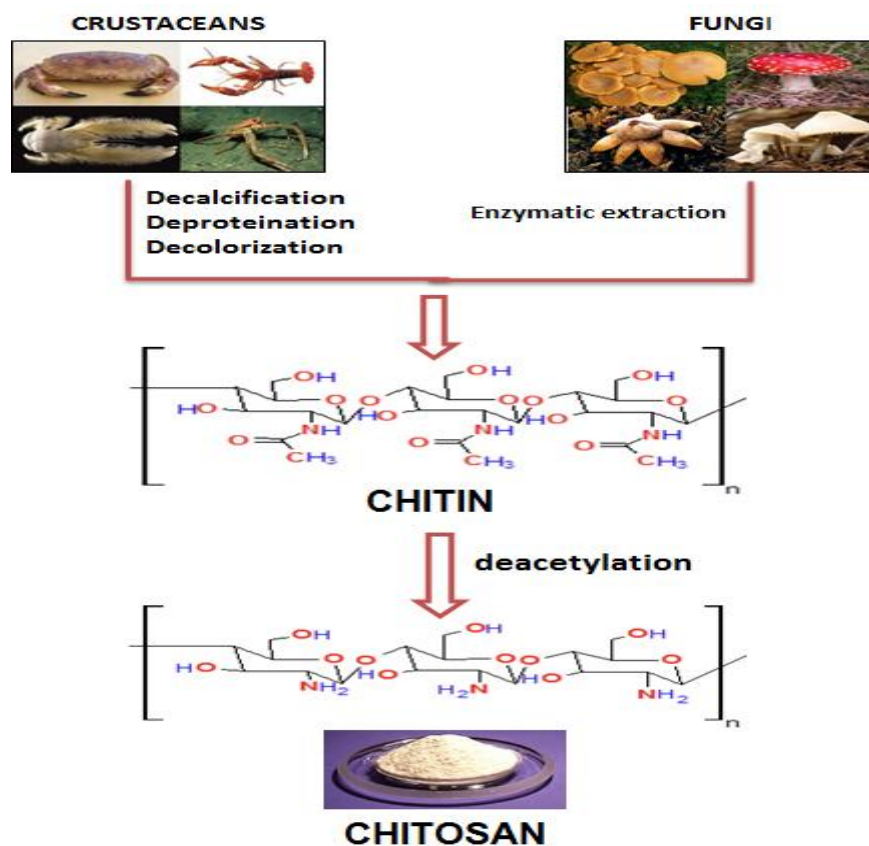 CRUSTACEANS
FUNGI
Decalcification
Deproteination
Decolorization
Enzymatic extraction
OH OH OH
O O O O O O
HO HO HO
NH NH NH
O O O
CH3 CH3 CH3
n
CHITIN
deacetylation
OH OH OH
O O O O O O
HO HO HO
NH2 H2N NH2
n
CHITOSAN